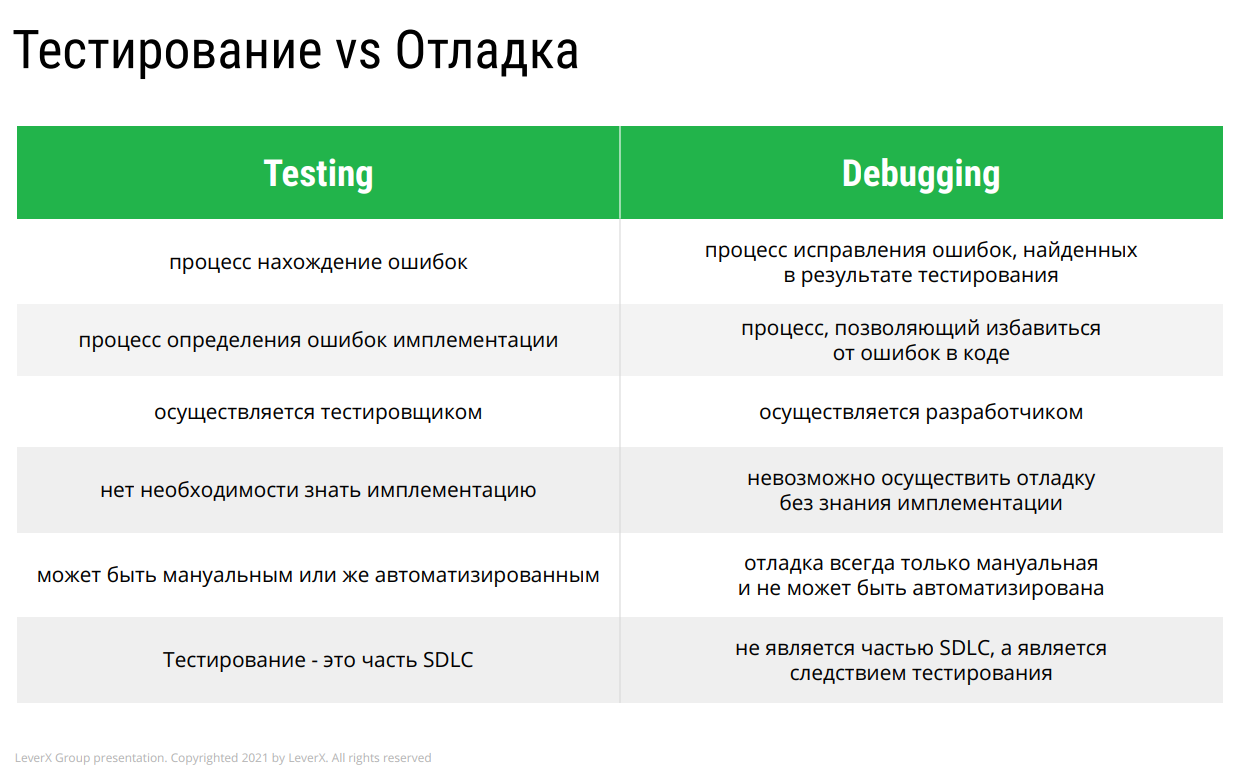 Тестирование vs Отладка
Testing
Debugging
процесс нахождение ошибок
процесс исправления ошибок, найденных
в результате тестирования
процесс определения ошибок имплементации
процесс, позволяющий избавиться
от ошибок в коде
осуществляется тестировщиком
осуществляется разработчиком
нет необходимости знать имплементацию
невозможно осуществить отладку
без знания имплементации
может быть мануальным или же автоматизированным
отладка всегда только мануальная
и не может быть автоматизирована
Тестирование - это часть SDLC
не является частью SDLC, а является
следствием тестирования
LeverX Group presentation. Copyrighted 2021 by LeverX. All rights reserved